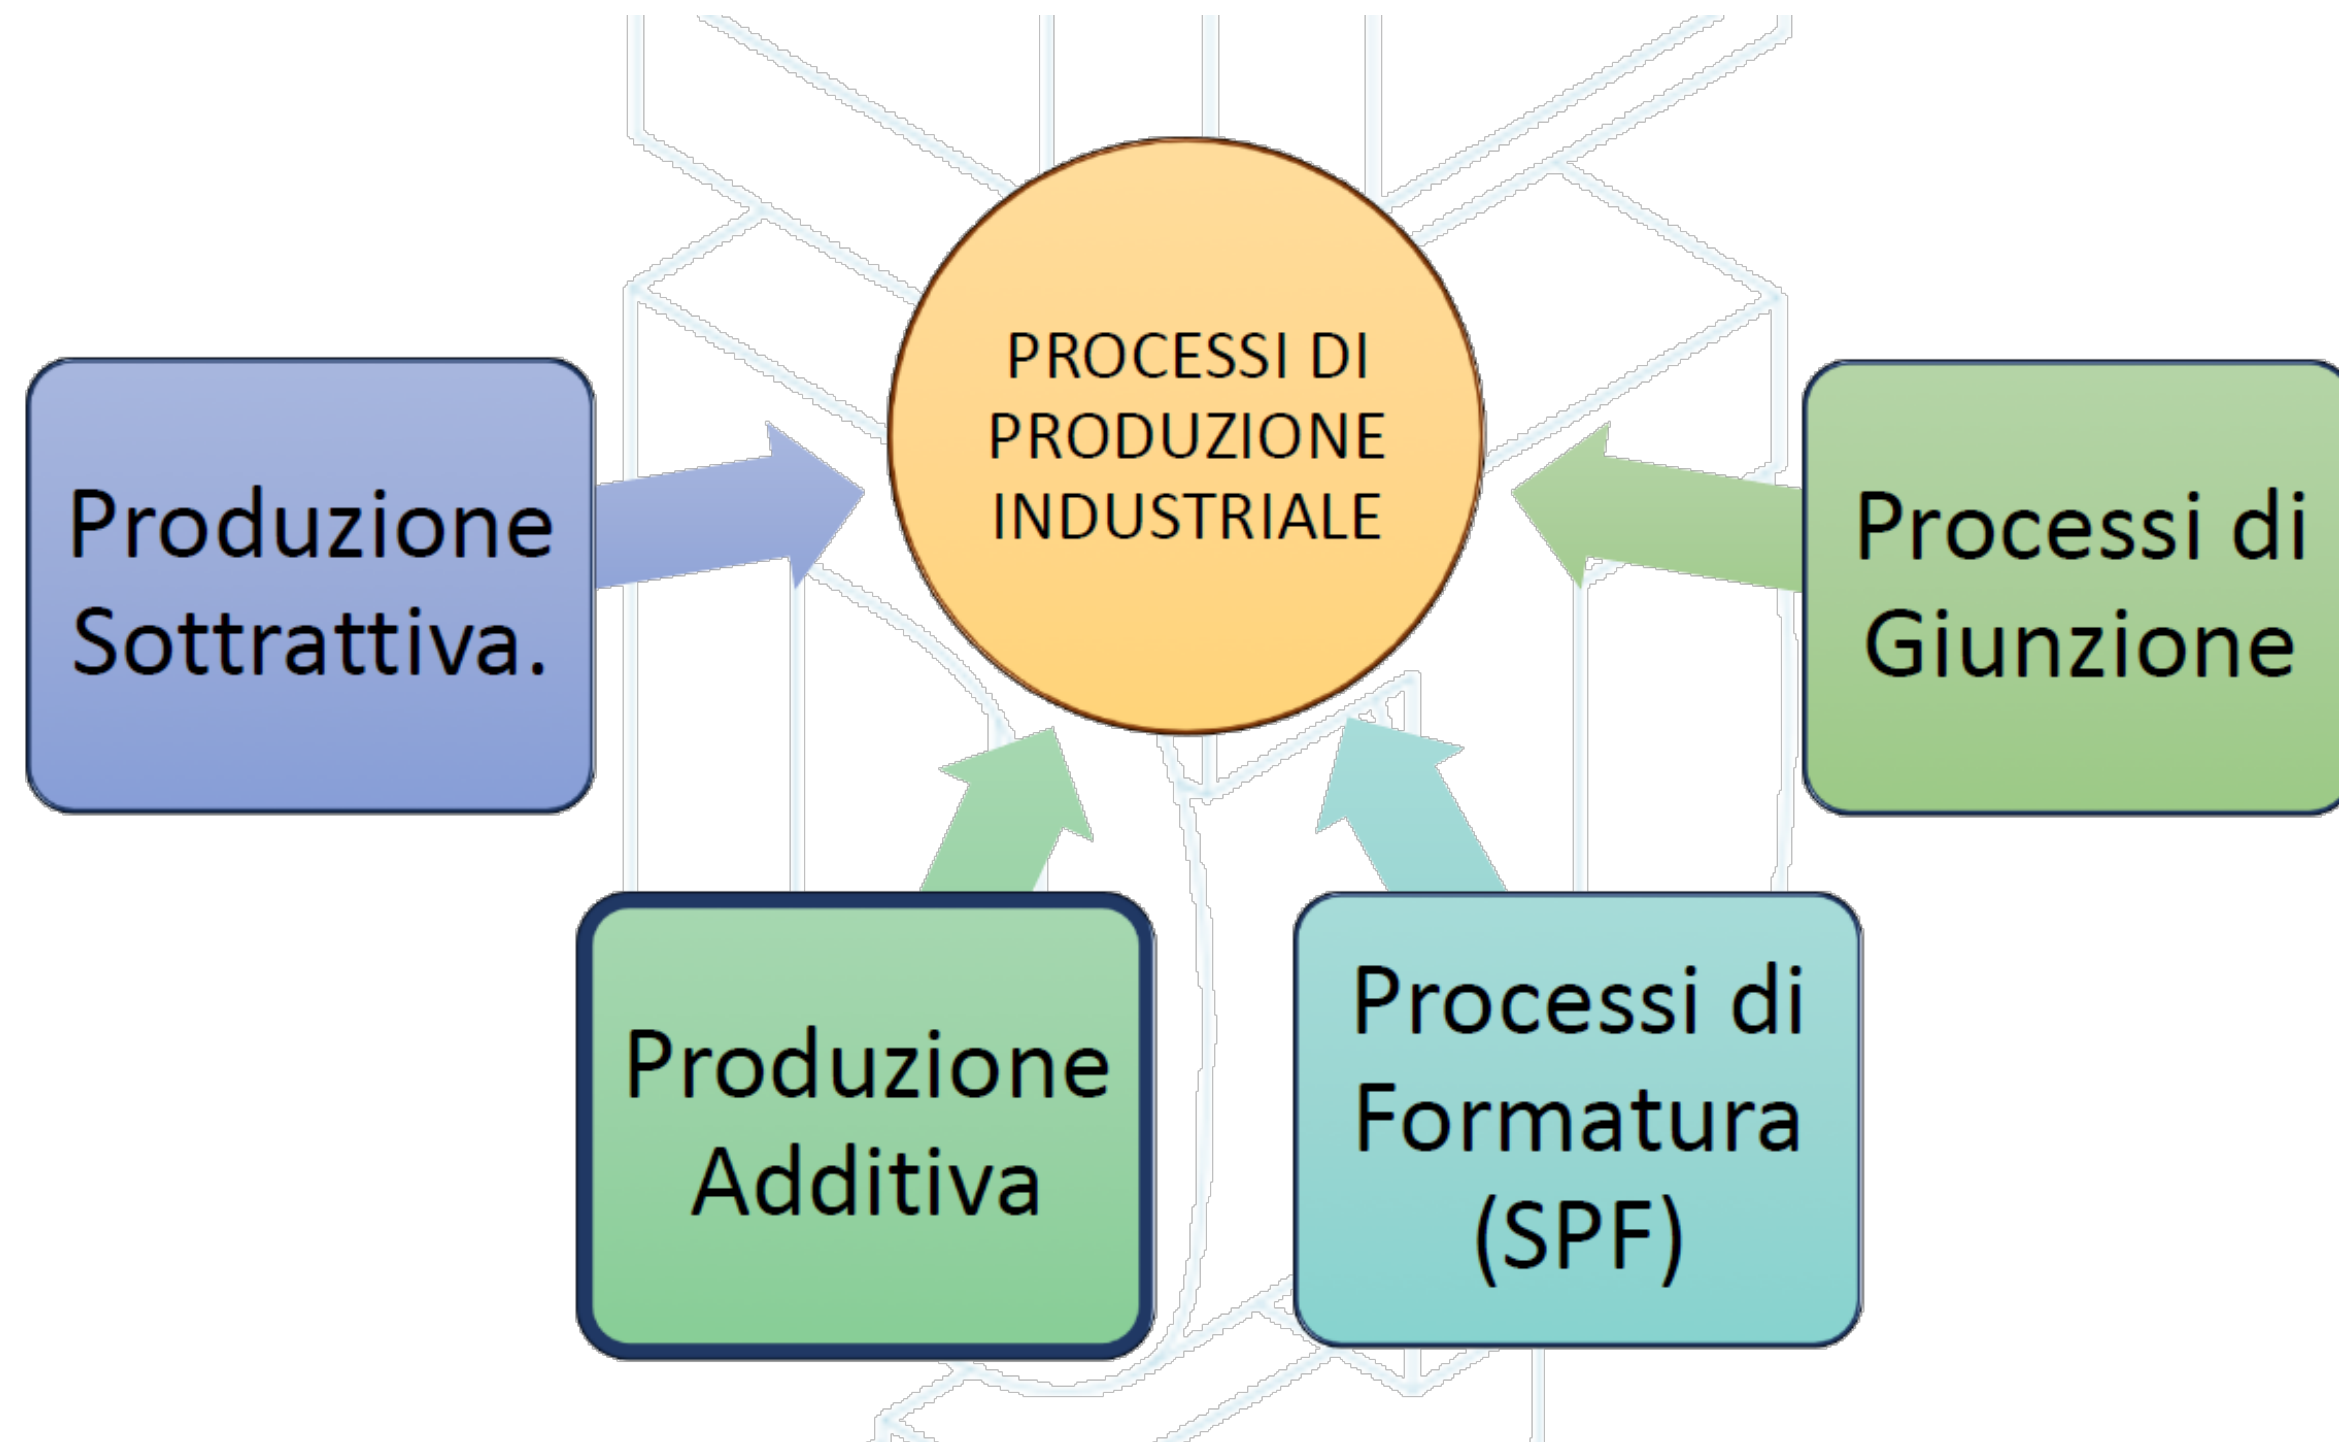 PROCESSI DI
PRODUZIONE
INDUSTRIALE
Produzione
Sottrattiva.
Processi di
Giunzione
Produzione
Additiva
Processi di
Formatura
(SPF)